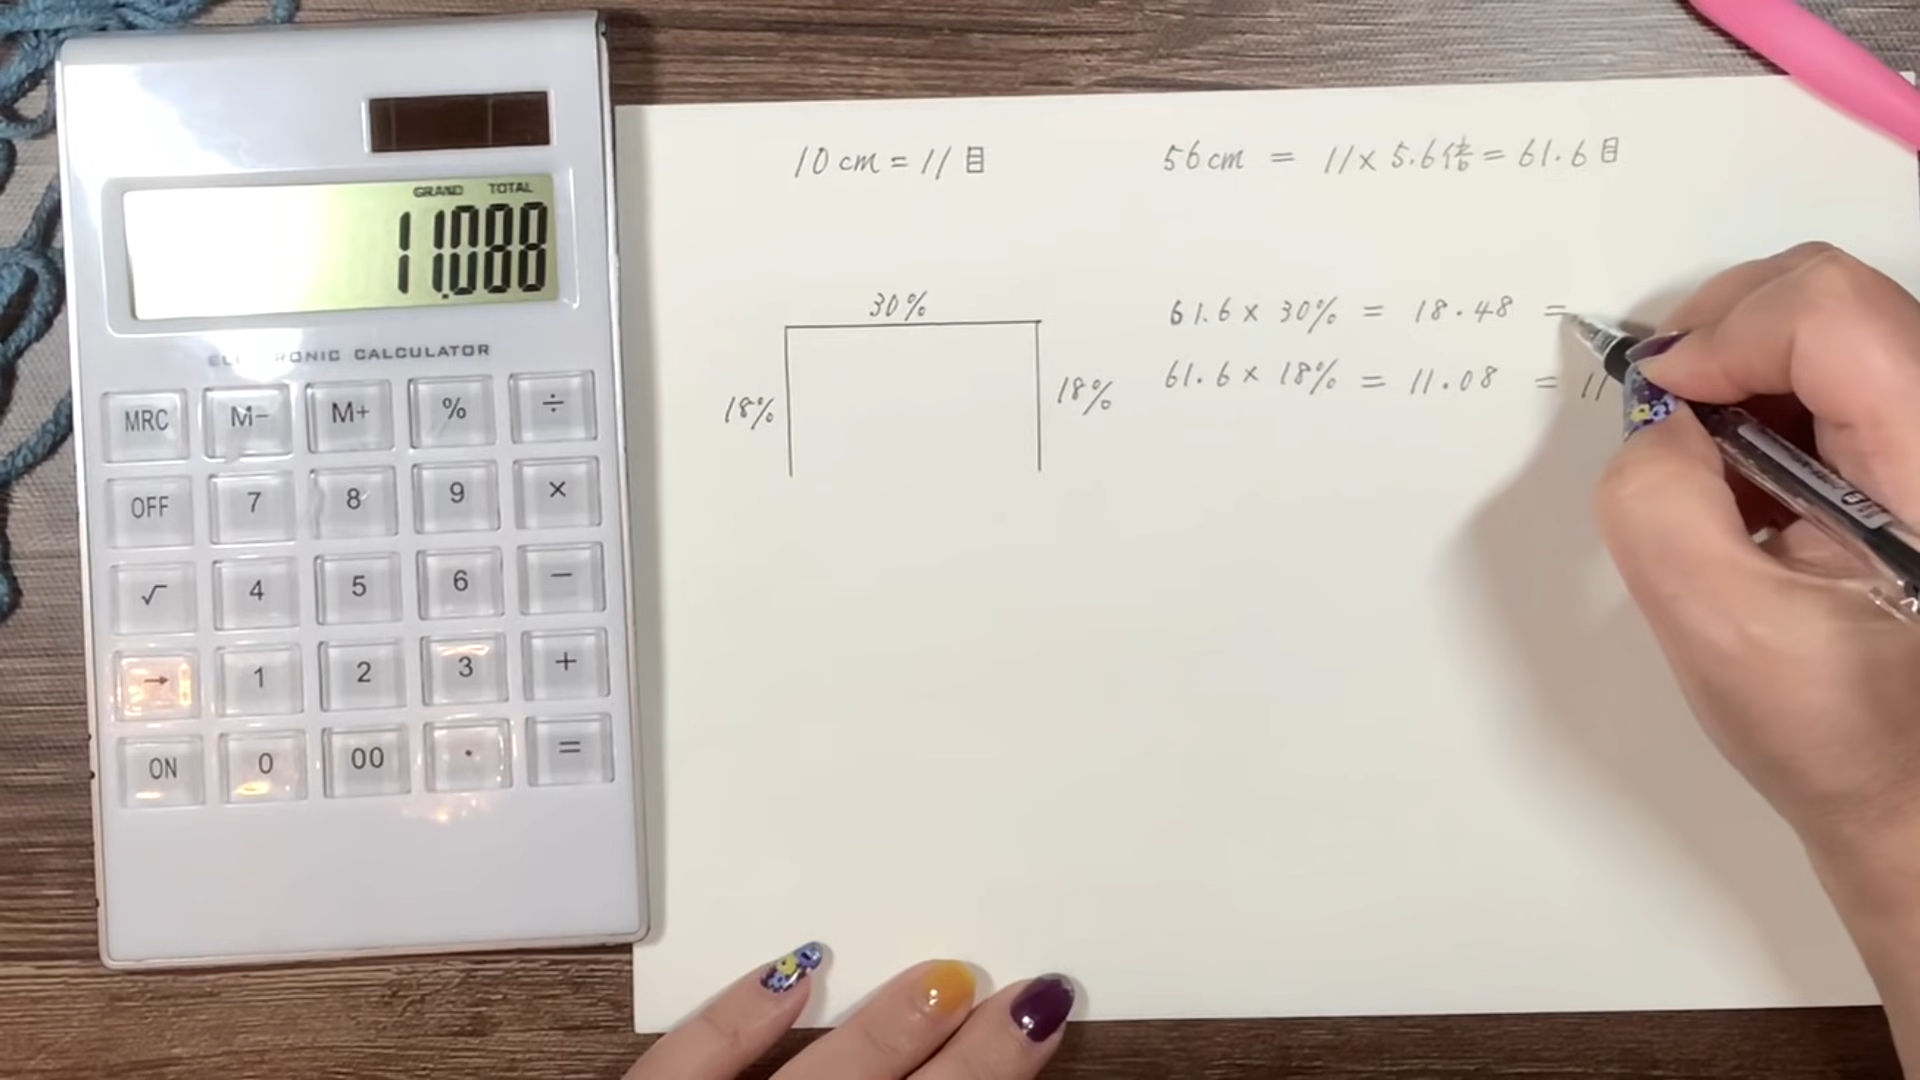 GRAND TOTAL
11.088
ELECTRONIC CALCULATOR
MRC M- M+ % ÷
OFF 7 8 9 ×
√ 4 5 6 −
→ 1 2 3 +
ON 0 00 . =
10cm = 11目
56cm = 11 × 5.6倍 = 61.6目
30%
18%
18%
61.6 × 30% = 18.48 =
61.6 × 18% = 11.08 = 11